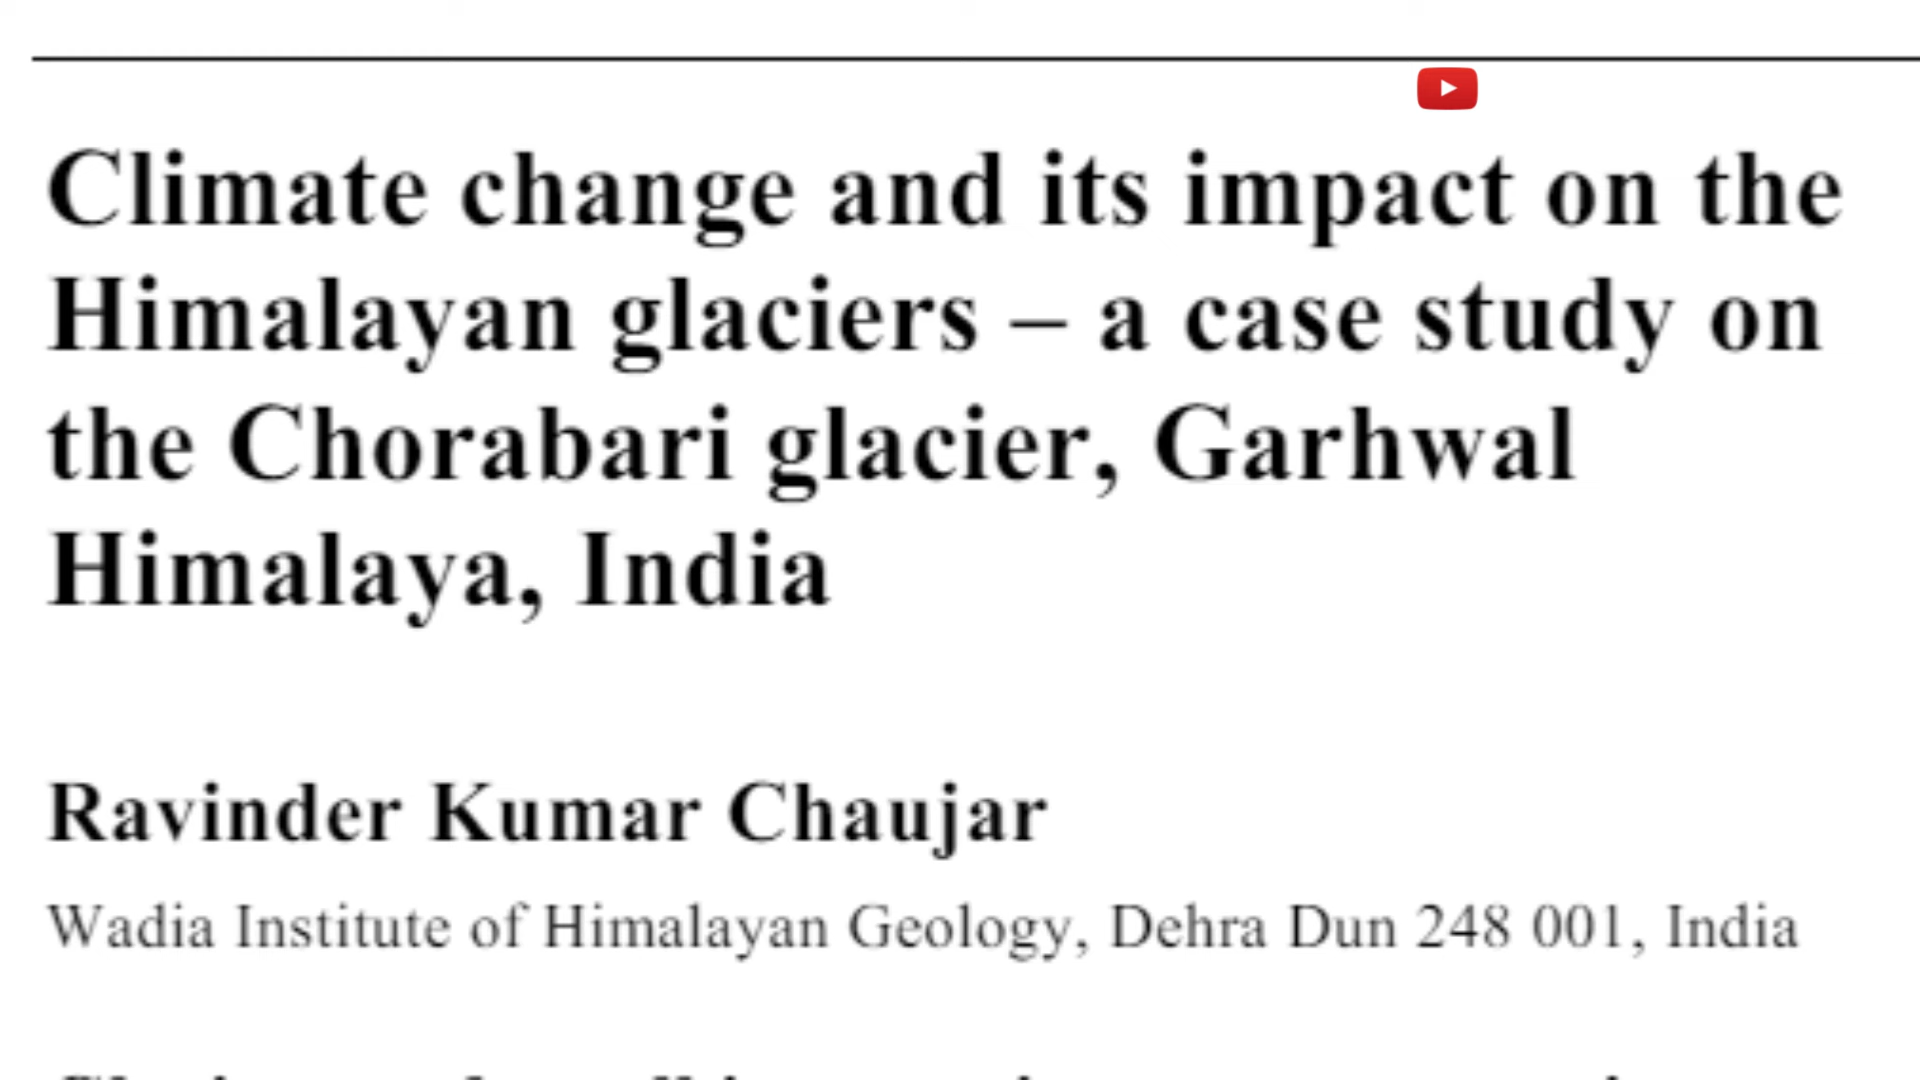 Climate change and its impact on the
Himalayan glaciers – a case study on
the Chorabari glacier, Garhwal
Himalaya, India
Ravinder Kumar Chaujar
Wadia Institute of Himalayan Geology, Dehra Dun 248 001, India